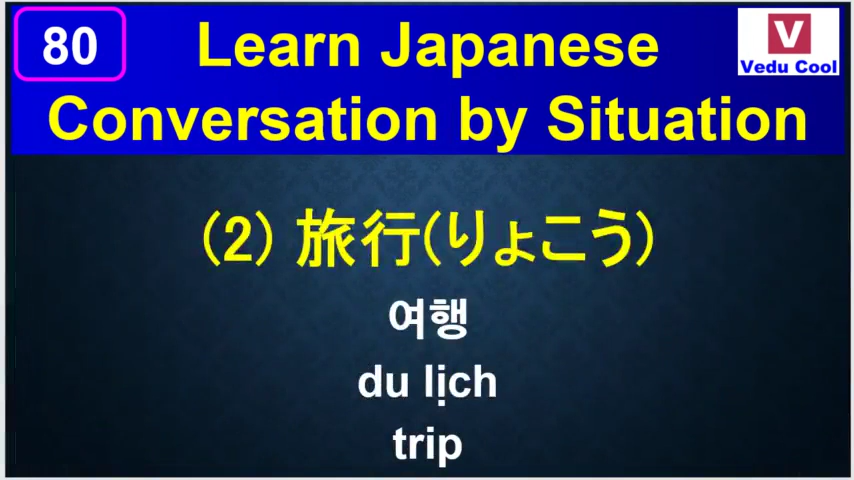 80
Learn Japanese
Conversation by Situation
V
Vedu Cool
(2) 旅行(りょこう)
여행
du lịch
trip